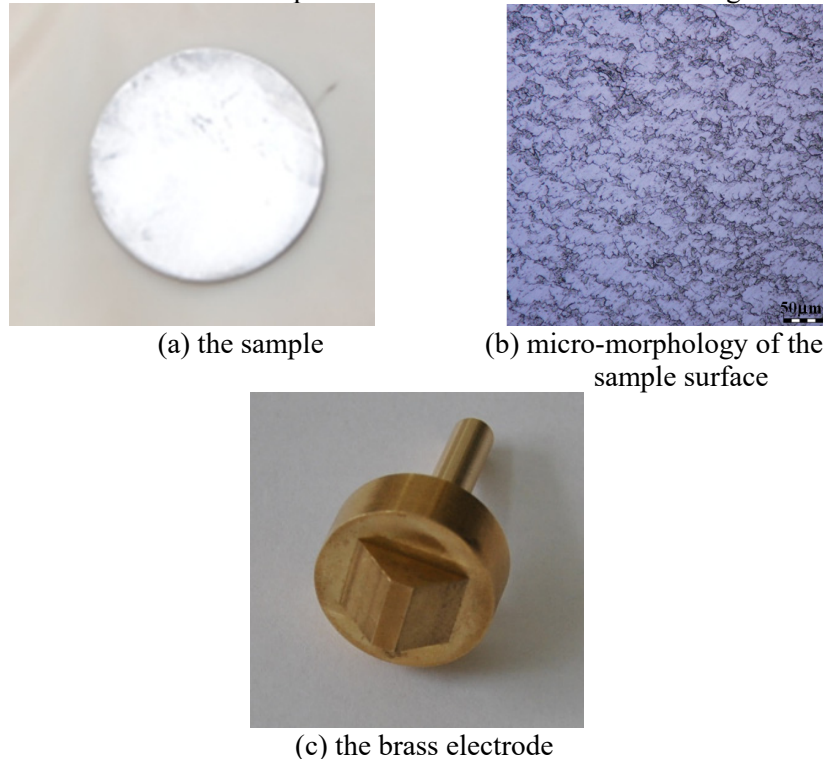 (a) the sample
50μm
(b) micro-morphology of the
sample surface
(c) the brass electrode